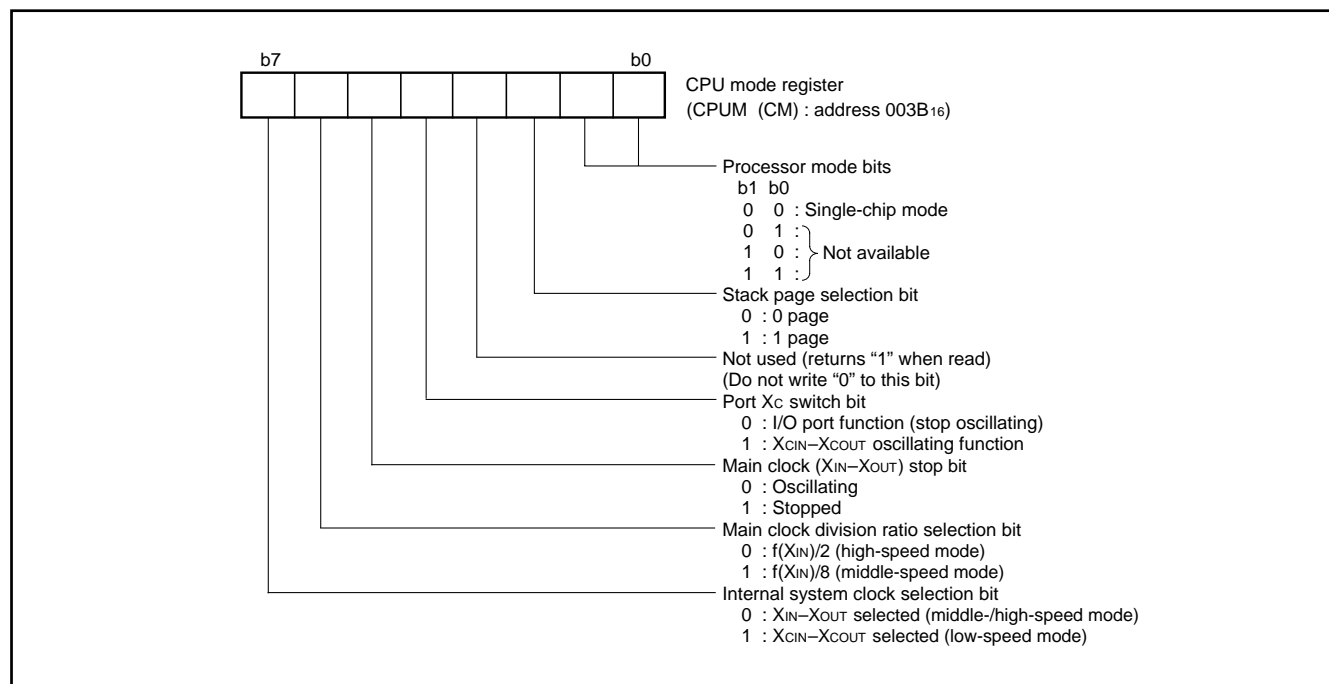 b7 b0
CPU mode register
(CPUM (CM) : address 003B16)
Processor mode bits
b1 b0
0 0 : Single-chip mode
0 1 :
1 0 : Not available
1 1 :
Stack page selection bit
0 : 0 page
1 : 1 page
Not used (returns “1” when read)
(Do not write “0” to this bit)
Port XC switch bit
0 : I/O port function (stop oscillating)
1 : XCIN–XCOUT oscillating function
Main clock (XIN–XOUT) stop bit
0 : Oscillating
1 : Stopped
Main clock division ratio selection bit
0 : f(XIN)/2 (high-speed mode)
1 : f(XIN)/8 (middle-speed mode)
Internal system clock selection bit
0 : XIN–XOUT selected (middle-/high-speed mode)
1 : XCIN–XCOUT selected (low-speed mode)